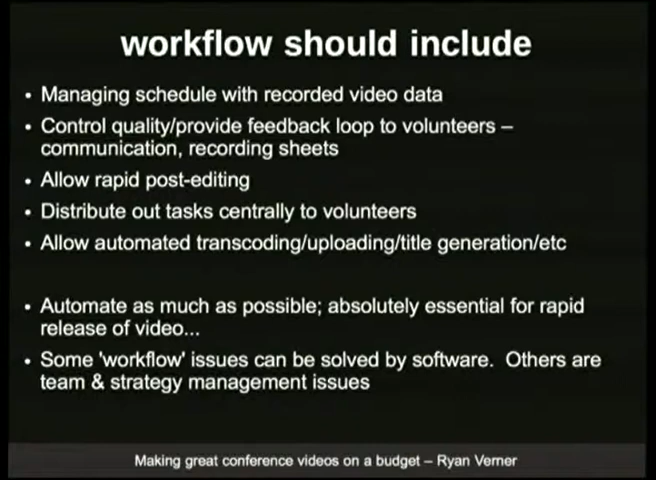 workflow should include
• Managing schedule with recorded video data
• Control quality/provide feedback loop to volunteers –
communication, recording sheets
• Allow rapid post-editing
• Distribute out tasks centrally to volunteers
• Allow automated transcoding/uploading/title generation/etc
• Automate as much as possible; absolutely essential for rapid
release of video...
• Some 'workflow' issues can be solved by software.  Others are
team & strategy management issues
Making great conference videos on a budget – Ryan Verner